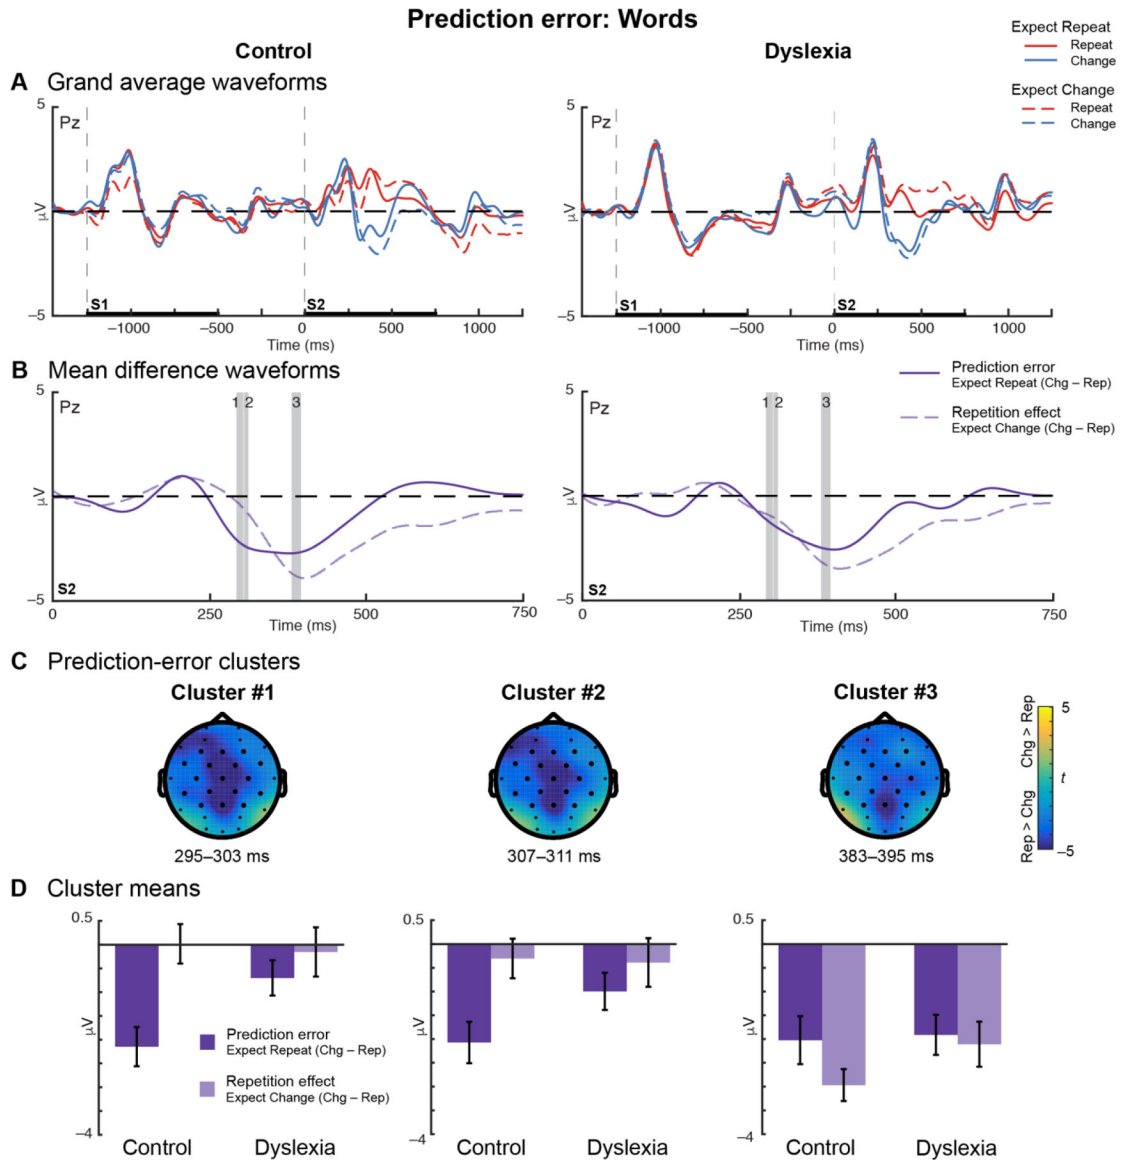 Prediction error: Words
Control
Dyslexia
Expect Repeat
Repeat
Change
Expect Change
Repeat
Change
A Grand average waveforms
5
Pz
µV
–5
S1
S2
−1000 −500 0 500 1000
Time (ms)
5
Pz
µV
–5
S1
S2
−1000 −500 0 500 1000
Time (ms)
B Mean difference waveforms
Prediction error
Expect Repeat (Chg – Rep)
Repetition effect
Expect Change (Chg – Rep)
5
Pz
1 2 3
µV
–5
S2
0 250 500 750
Time (ms)
5
Pz
1 2 3
µV
–5
S2
0 250 500 750
Time (ms)
C Prediction-error clusters
Cluster #1
Cluster #2
Cluster #3
295–303 ms
307–311 ms
383–395 ms
Rep > Chg Chg > Rep
5
t
–5
D Cluster means
0.5
µV
–4
Prediction error
Expect Repeat (Chg – Rep)
Repetition effect
Expect Change (Chg – Rep)
Control Dyslexia
0.5
µV
–4
Control Dyslexia
0.5
µV
–4
Control Dyslexia